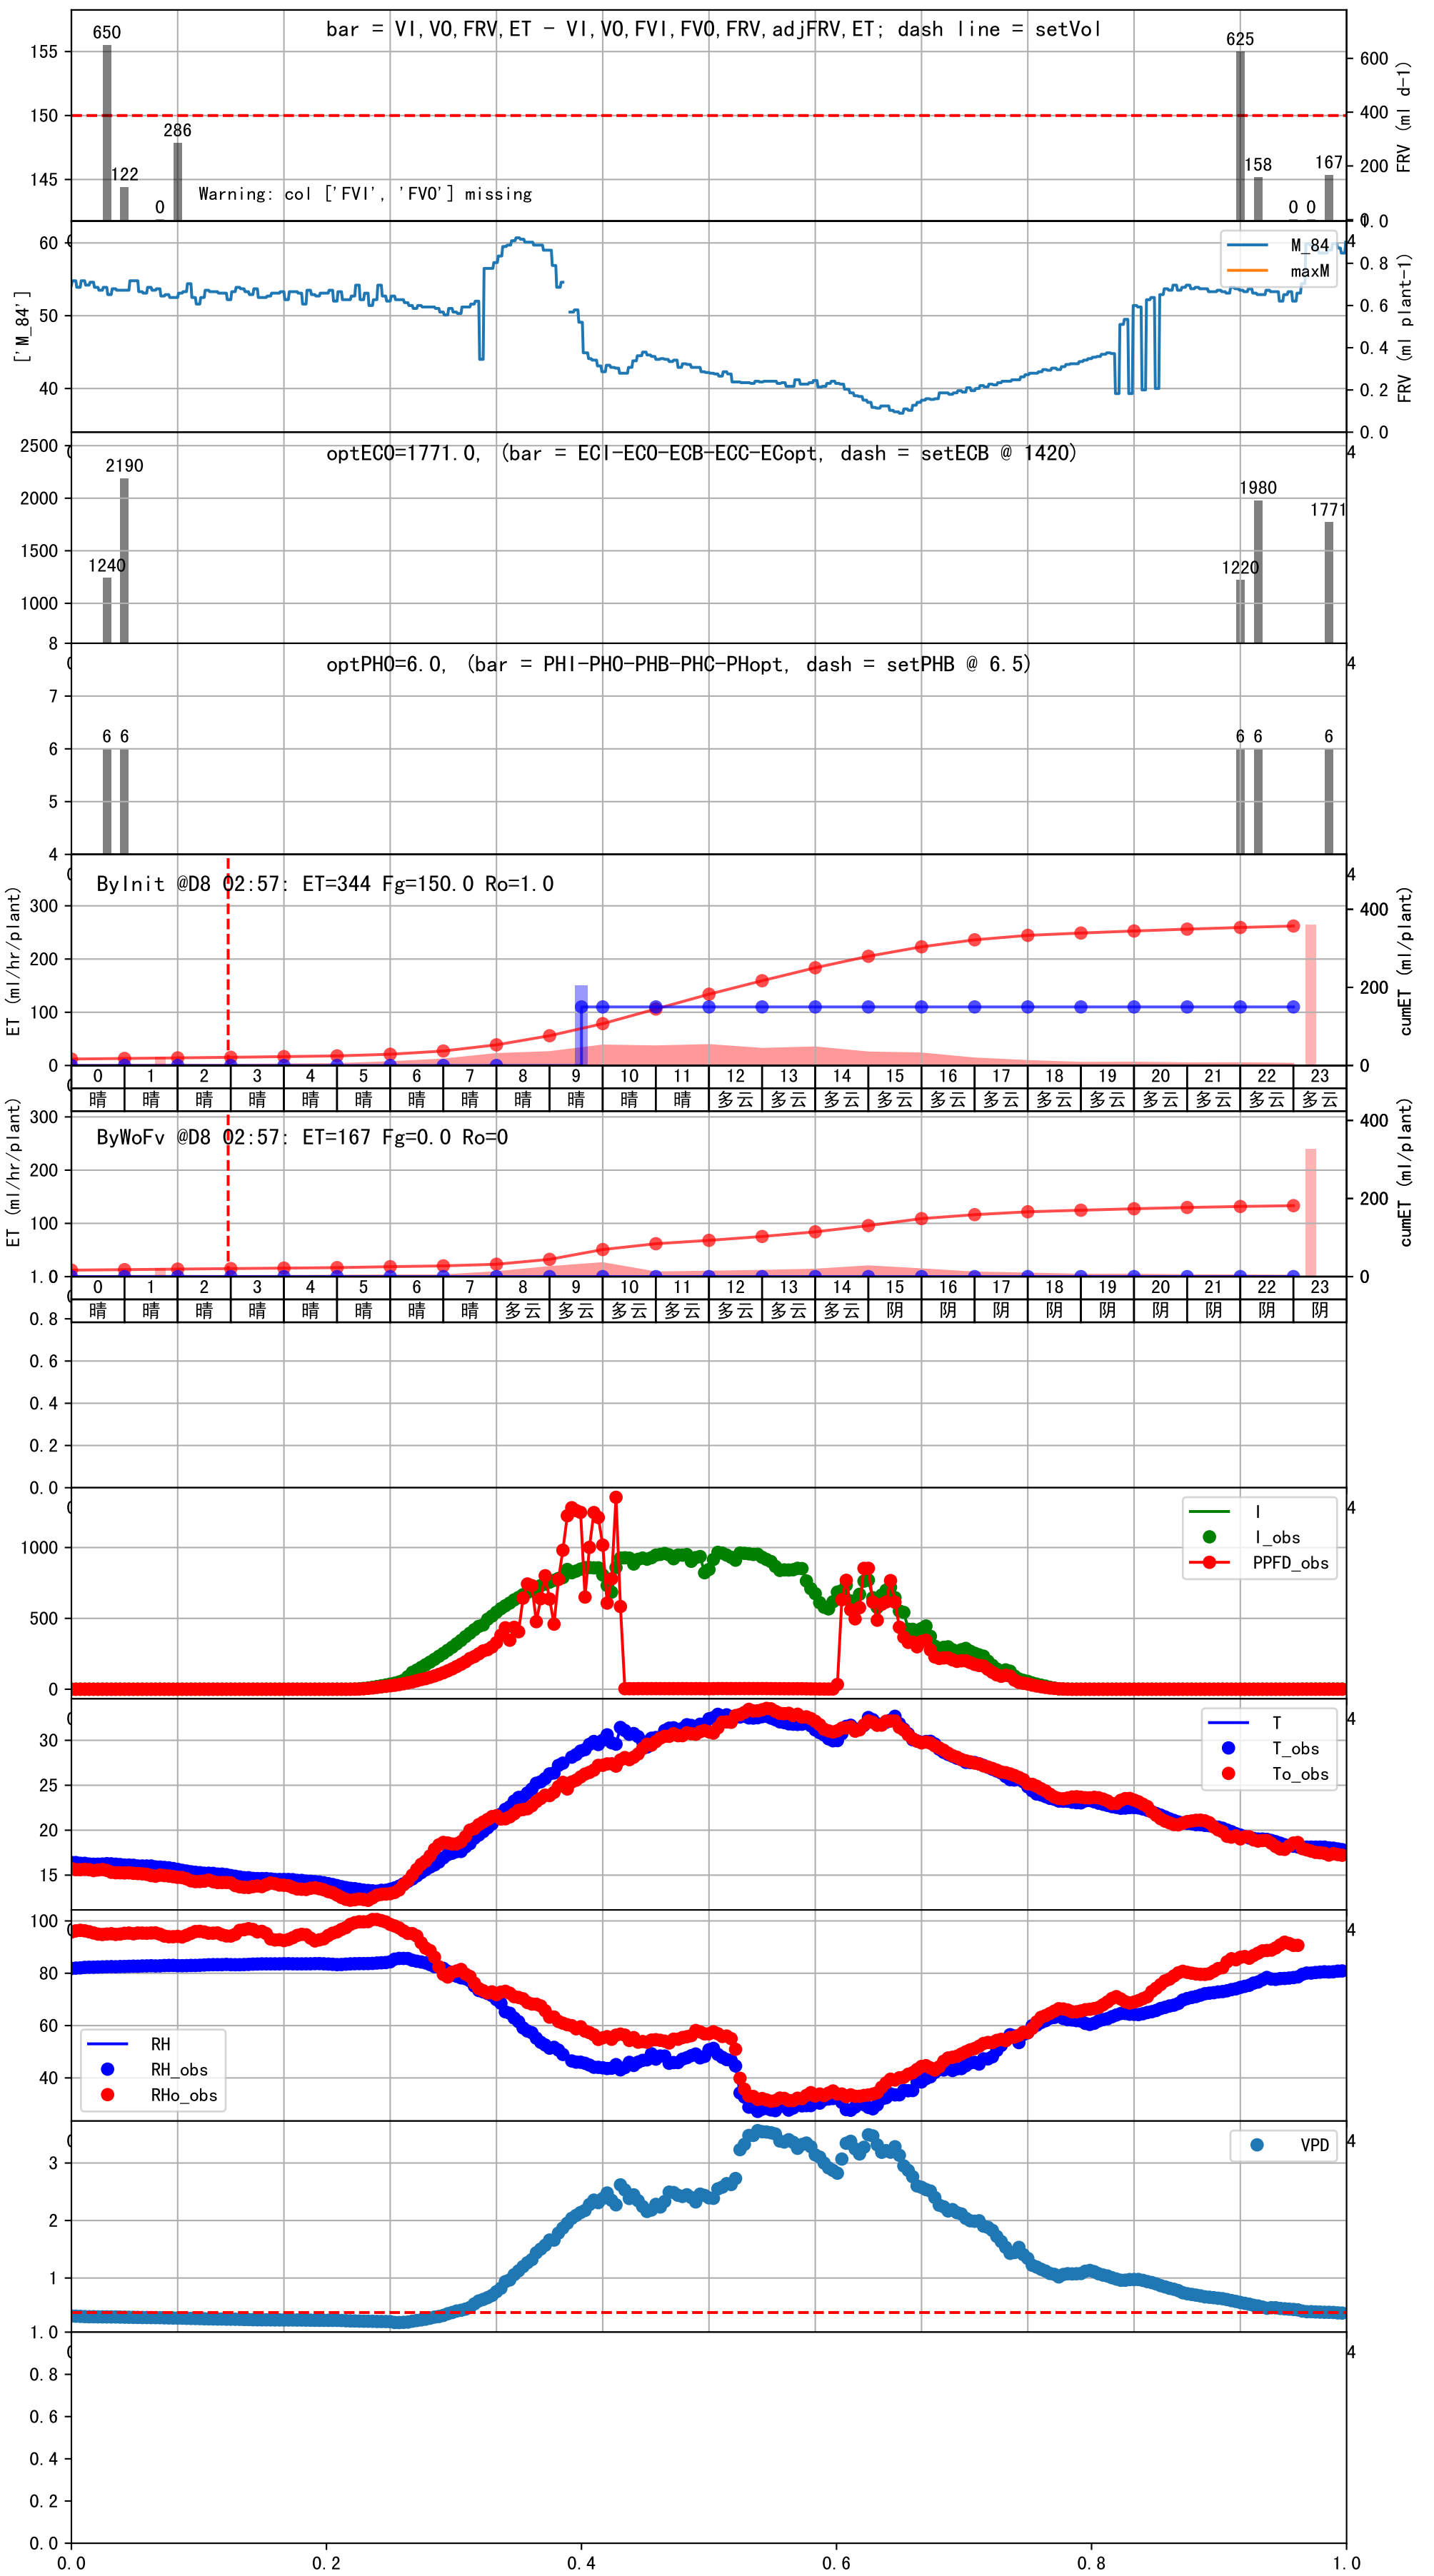 bar = VI,VO,FRV,ET - VI,VO,FVI,FVO,FRV,adjFRV,ET; dash line = setVol
650
122
0
286
625
158
0
0
167
155
150
145
600
400
200
0
FRV (ml d-1)
Warning: col ['FVI', 'FVO'] missing
1.0
0.8
0.6
0.4
0.2
0.0
60
50
40
['M_84']
FRV (ml plant-1)
M_84
maxM
optECO=1771.0, (bar = ECI-ECO-ECB-ECC-ECopt, dash = setECB @ 1420)
2500
2000
1500
1000
1240
2190
1220
1980
1771
optPHO=6.0, (bar = PHI-PHO-PHB-PHC-PHopt, dash = setPHB @ 6.5)
8
7
6
5
4
6 6
6 6
6
ByInit @D8 02:57: ET=344 Fg=150.0 Ro=1.0
300
200
100
0
ET (ml/hr/plant)
400
200
0
cumET (ml/plant)
0 1 2 3 4 5 6 7 8 9 10 11 12 13 14 15 16 17 18 19 20 21 22 23
晴 晴 晴 晴 晴 晴 晴 晴 晴 晴 晴 晴 多云 多云 多云 多云 多云 多云 多云 多云 多云 多云 多云 多云
ByWoFv @D8 02:57: ET=167 Fg=0.0 Ro=0
300
200
100
ET (ml/hr/plant)
400
200
0
cumET (ml/plant)
0 1 2 3 4 5 6 7 8 9 10 11 12 13 14 15 16 17 18 19 20 21 22 23
晴 晴 晴 晴 晴 晴 晴 晴 多云 多云 多云 多云 多云 多云 多云 阴 阴 阴 阴 阴 阴 阴 阴 阴
1.0
0.8
0.6
0.4
0.2
0.0
1000
500
0
I
I_obs
PPFD_obs
30
25
20
15
T
T_obs
To_obs
100
80
60
40
RH
RH_obs
RHo_obs
3
2
1
VPD
1.0
0.8
0.6
0.4
0.2
0.0
0.0 0.2 0.4 0.6 0.8 1.0